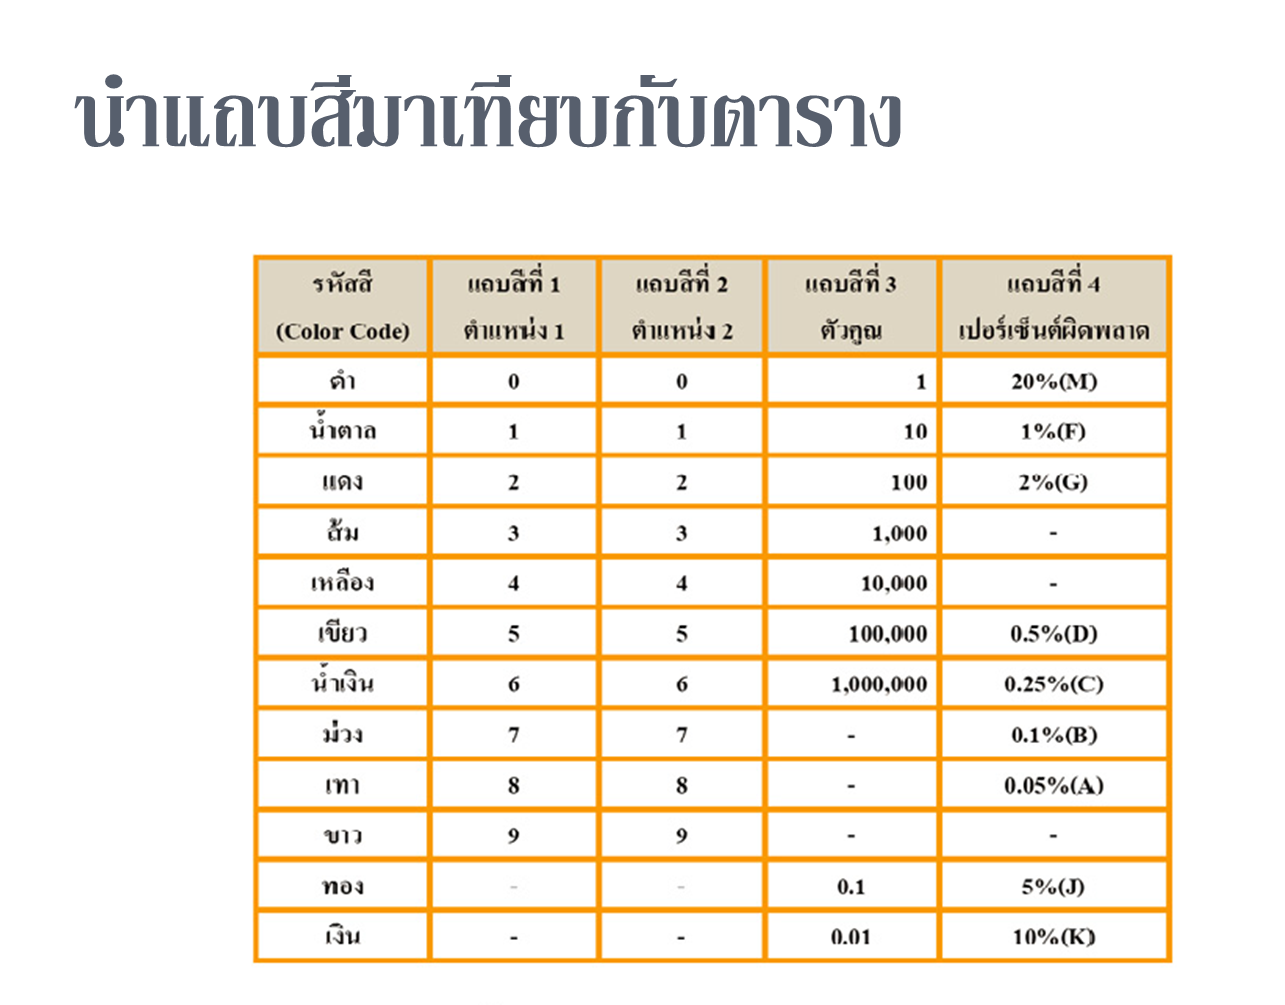 นำแถบสีมาเทียบกับตาราง
รหัสสี แถบสีที่ 1 แถบสีที่ 2 แถบสีที่ 3 แถบสีที่ 4
(Color Code) ตำแหน่ง 1 ตำแหน่ง 2 ตัวคูณ เปอร์เซ็นต์ผิดพลาด
ดำ 0 0 1 20%(M)
น้ำตาล 1 1 10 1%(F)
แดง 2 2 100 2%(G)
ส้ม 3 3 1,000 -
เหลือง 4 4 10,000 -
เขียว 5 5 100,000 0.5%(D)
น้ำเงิน 6 6 1,000,000 0.25%(C)
ม่วง 7 7 - 0.1%(B)
เทา 8 8 - 0.05%(A)
ขาว 9 9 - -
ทอง - - 0.1 5%(J)
เงิน - - 0.01 10%(K)